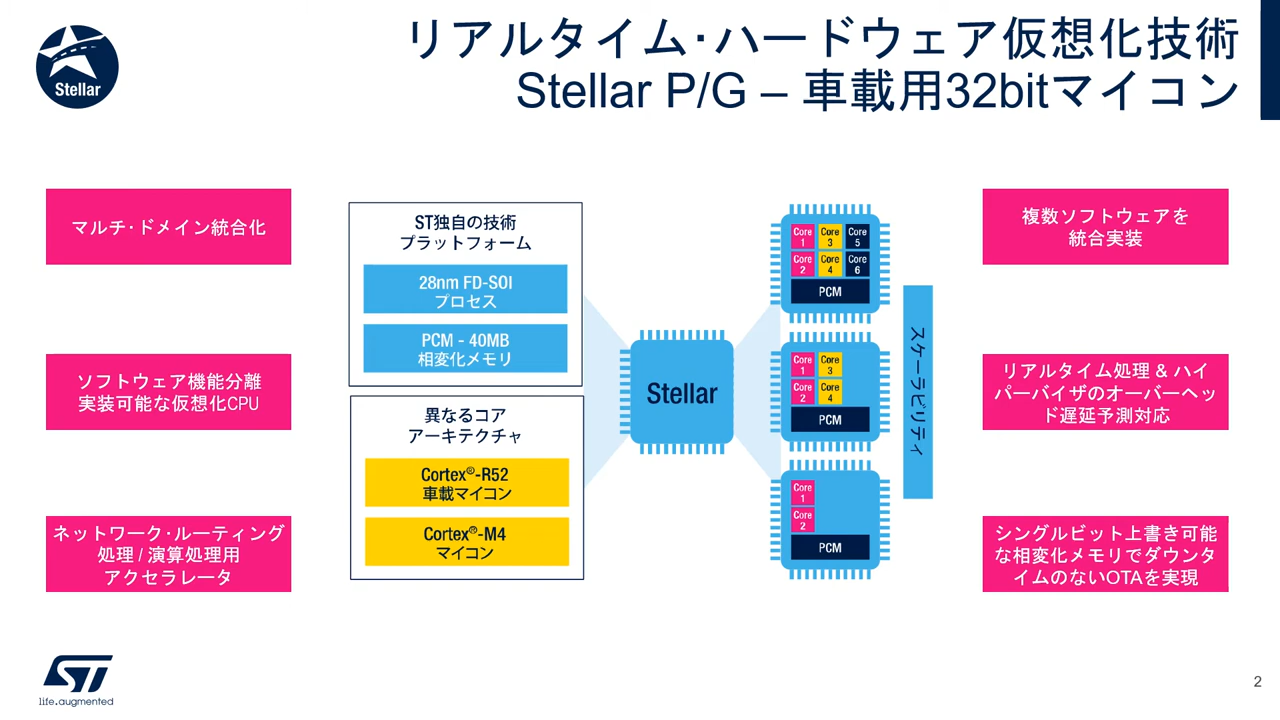 Stellar
リアルタイム･ハードウェア仮想化技術
Stellar P/G – 車載用32bitマイコン
マルチ･ドメイン統合化
ソフトウェア機能分離
実装可能な仮想化CPU
ネットワーク･ルーティング
処理 / 演算処理用
アクセラレータ
ST独自の技術
プラットフォーム
28nm FD-SOI
プロセス
PCM - 40MB
相変化メモリ
異なるコア
アーキテクチャ
Cortex®-R52
車載マイコン
Cortex®-M4
マイコン
Stellar
Core 1
Core 3
Core 5
Core 2
Core 4
Core 6
PCM
Core 1
Core 3
Core 2
Core 4
PCM
Core 1
Core 2
PCM
スケーラビリティ
複数ソフトウェアを
統合実装
リアルタイム処理 & ハイ
パーバイザのオーバーヘッ
ド遅延予測対応
シングルビット上書き可能
な相変化メモリでダウンタ
イムのないOTAを実現
ST
life.augmented
2